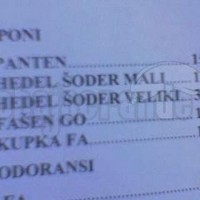 PONI
PANTEN
HEDEL ŠODER MALI
HEDEL ŠODER VELIKI
FAŠEN GO
KUPKA FA
ODORANSI